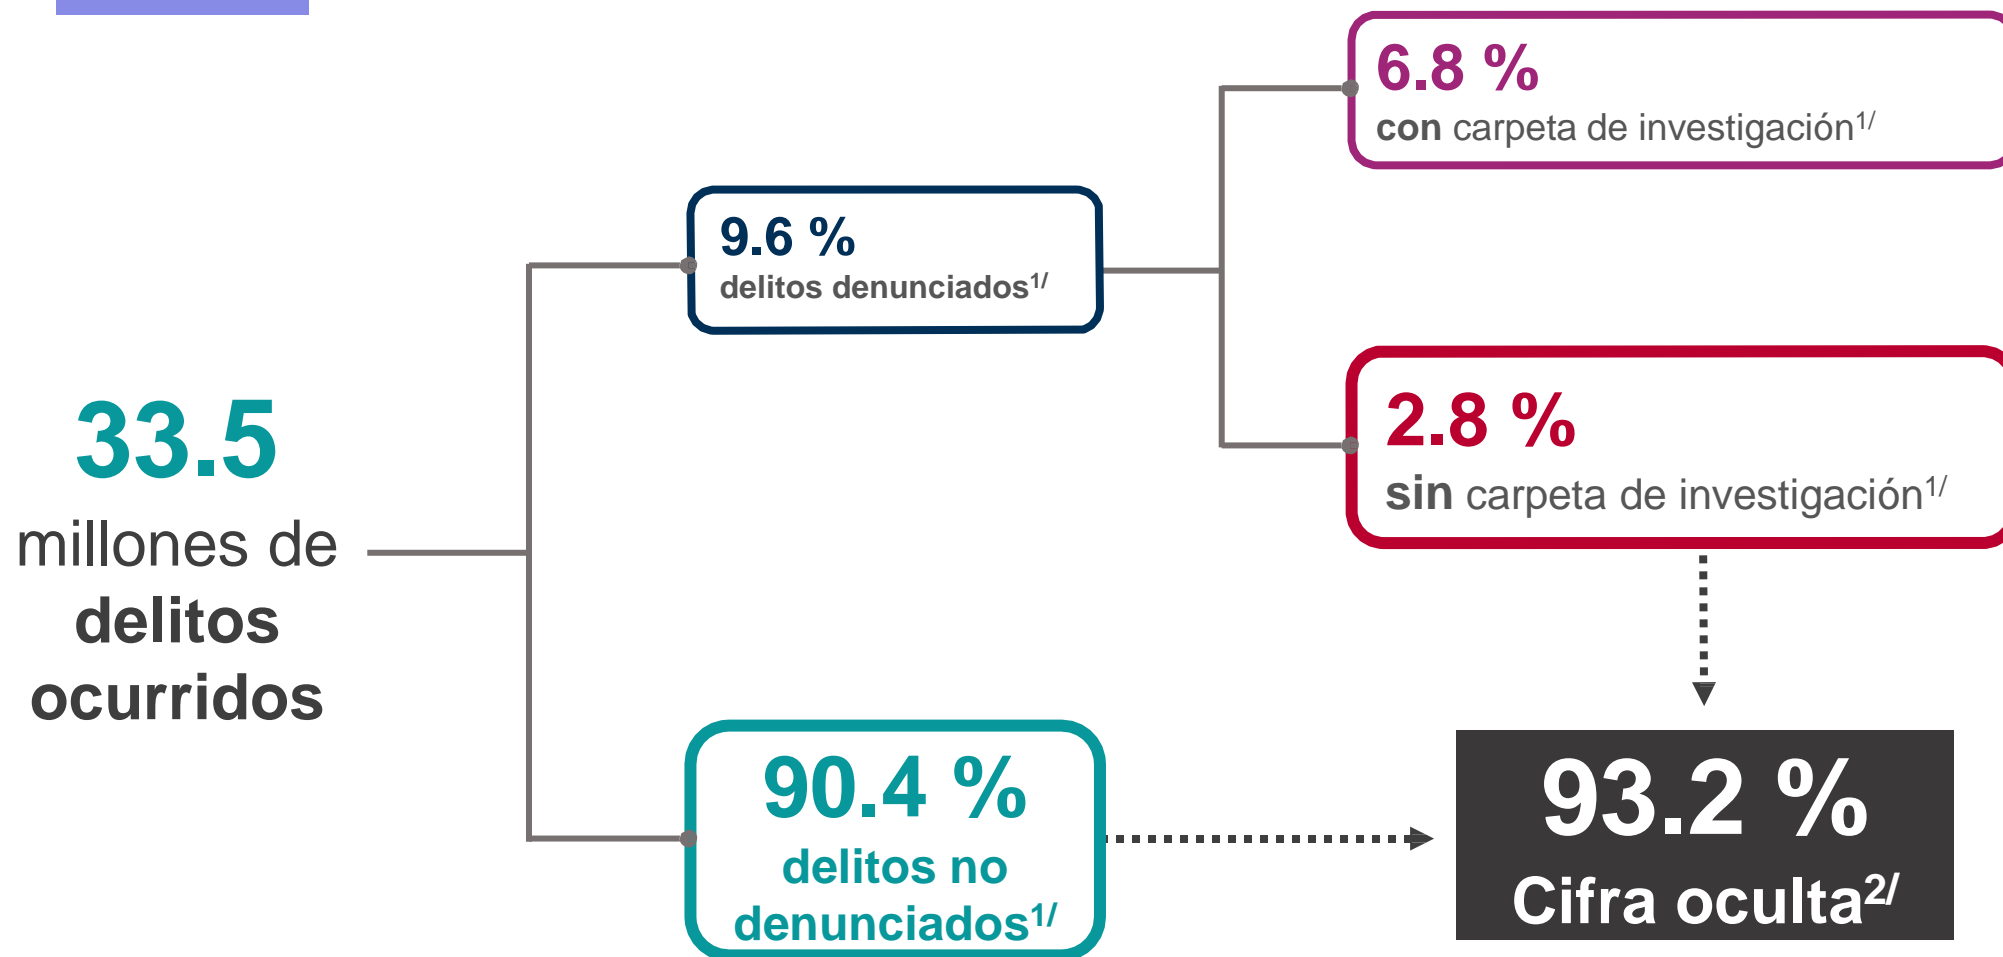 6.8 %
con carpeta de investigación1/
9.6 %
delitos denunciados1/
2.8 %
sin carpeta de investigación1/
33.5
millones de
delitos
ocurridos
90.4 %
delitos no
denunciados1/
93.2 %
Cifra oculta2/